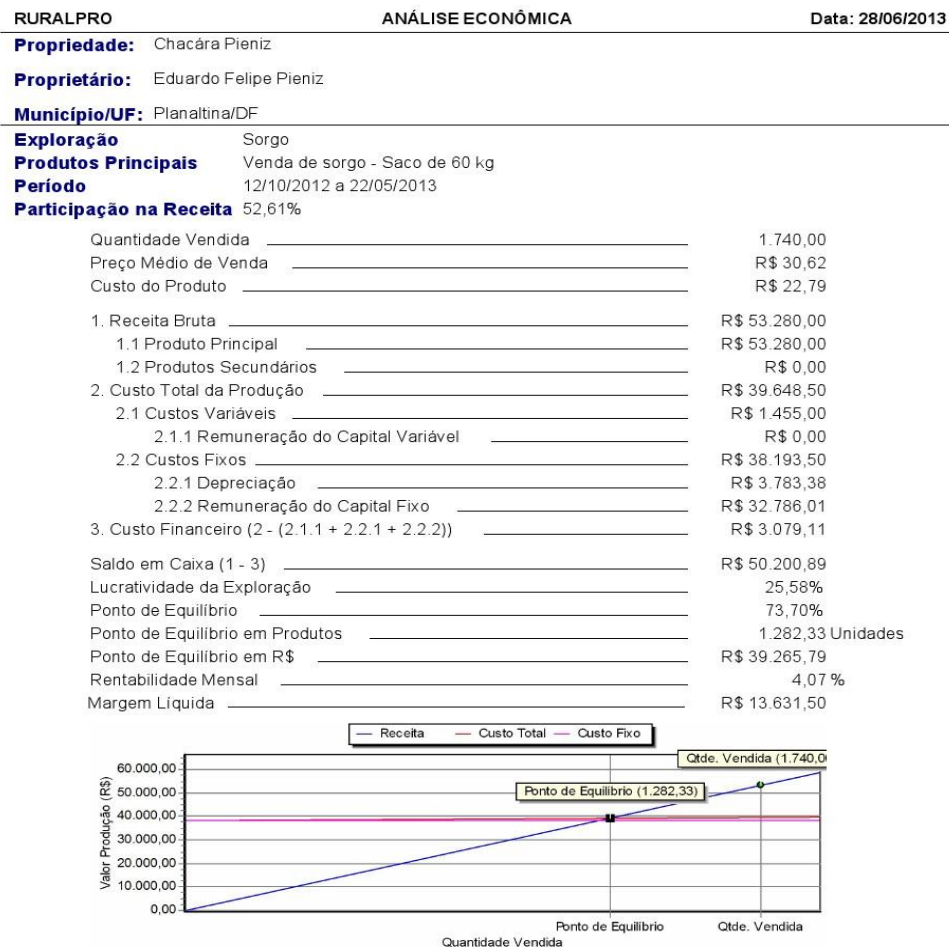 RURALPRO ANÁLISE ECONÔMICA Data: 28/06/2013
Propriedade: Chacára Pieniz
Proprietário: Eduardo Felipe Pieniz
Município/UF: Planaltina/DF
Exploração Sorgo
Produtos Principais Venda de sorgo - Saco de 60 kg
Período 12/10/2012 a 22/05/2013
Participação na Receita 52,61%
Quantidade Vendida 1.740,00
Preço Médio de Venda R$ 30,62
Custo do Produto R$ 22,79
1. Receita Bruta R$ 53.280,00
1.1 Produto Principal R$ 53.280,00
1.2 Produtos Secundários R$ 0,00
2. Custo Total da Produção R$ 39.648,50
2.1 Custos Variáveis R$ 1.455,00
2.1.1 Remuneração do Capital Variável R$ 0,00
2.2 Custos Fixos R$ 38.193,50
2.2.1 Depreciação R$ 3.783,38
2.2.2 Remuneração do Capital Fixo R$ 32.786,01
3. Custo Financeiro (2 - (2.1.1 + 2.2.1 + 2.2.2)) R$ 3.079,11
Saldo em Caixa (1 - 3) R$ 50.200,89
Lucratividade da Exploração 25,58%
Ponto de Equilíbrio 73,70%
Ponto de Equilíbrio em Produtos 1.282,33 Unidades
Ponto de Equilíbrio em R$ R$ 39.265,79
Rentabilidade Mensal 4,07 %
Margem Líquida R$ 13.631,50
Receita Custo Total Custo Fixo
Qtde. Vendida (1.740,0
Ponto de Equilíbrio (1.282,33)
Valor Produção (R$)
60.000,00
50.000,00
40.000,00
30.000,00
20.000,00
10.000,00
0,00
Ponto de Equilíbrio Qtde. Vendida
Quantidade Vendida